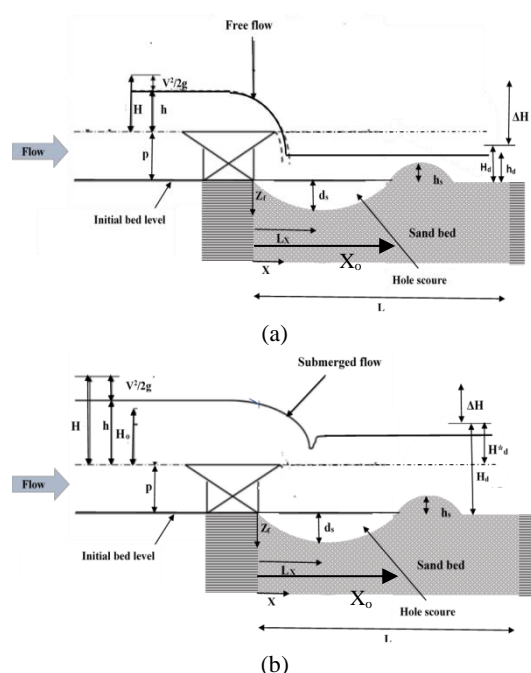 Free flow
V²/2g
H
h
ΔH
Flow
p
H_d
h_d
h_s
d_s
Z_f
Initial bed level
L_X
Sand bed
X_o
X
Hole scoure
L
(a)
Submerged flow
V²/2g
H
h
H_o
ΔH
H*_d
H_d
Flow
p
h_s
d_s
Z_f
Initial bed level
L_X
Sand bed
X_o
X
Hole scoure
L
(b)